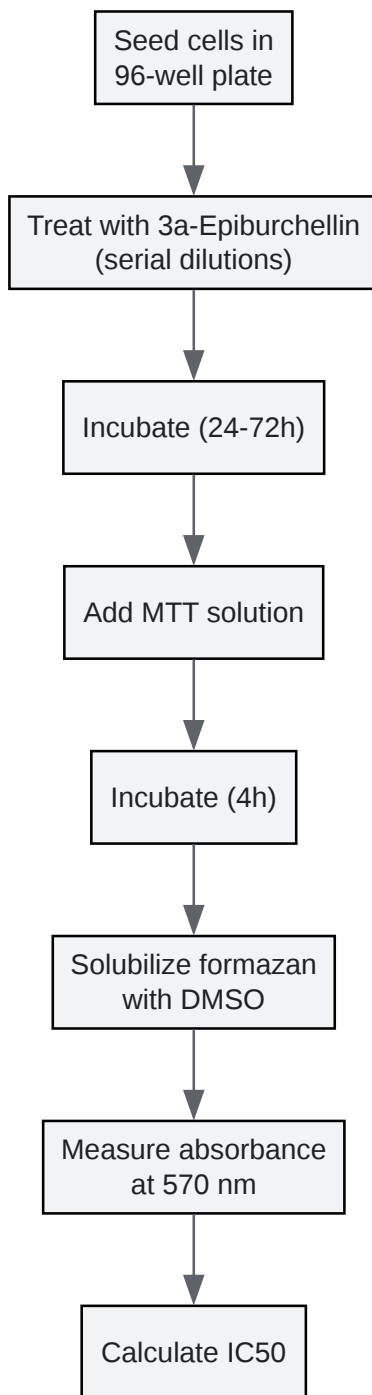 Seed cells in
96-well plate
Treat with 3a-Epiburchellin
(serial dilutions)
Incubate (24-72h)
Add MTT solution
Incubate (4h)
Solubilize formazan
with DMSO
Measure absorbance
at 570 nm
Calculate IC50